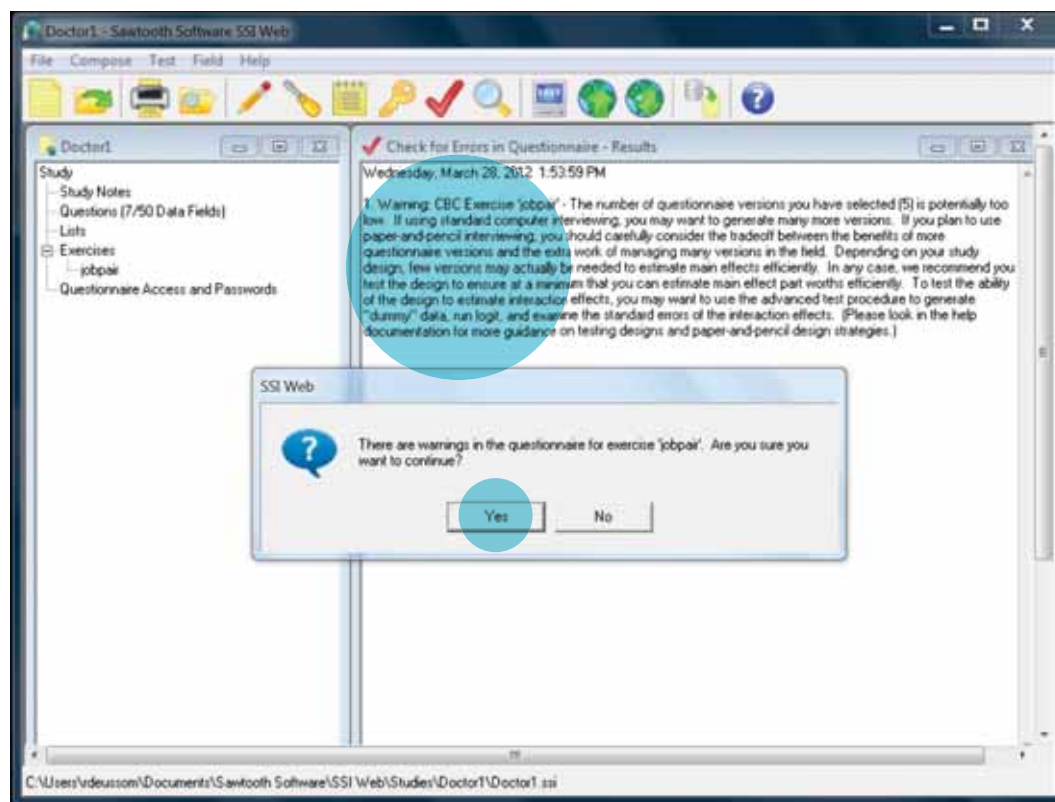 Doctor1 - Sawtooth Software SSI Web
File Compose Test Field Help
Doctor1
Study
Study Notes
Questions (7/50 Data Fields)
Lists
Exercises
jobpair
Questionnaire Access and Passwords
Check for Errors in Questionnaire - Results
Wednesday, March 28, 2012 1:53:59 PM
1. Warning: CBC Exercise 'jobpair' - The number of questionnaire versions you have selected (5) is potentially too
low. If using standard computer interviewing, you may want to generate many more versions. If you plan to use
paper-and-pencil interviewing, you should carefully consider the tradeoff between the benefits of more
questionnaire versions and the extra work of managing many versions in the field. Depending on your study
design, few versions may actually be needed to estimate main effects efficiently. In any case, we recommend you
test the design to ensure at a minimum that you can estimate main effect part worths efficiently. To test the ability
of the design to estimate interaction effects, you may want to use the advanced test procedure to generate
"dummy" data, run logit, and examine the standard errors of the interaction effects. (Please look in the help
documentation for more guidance on testing designs and paper-and-pencil design strategies.)
SSI Web
There are warnings in the questionnaire for exercise 'jobpair'. Are you sure you
want to continue?
Yes No
C:\Users\rdeussom\Documents\Sawtooth Software\SSI Web\Studies\Doctor1\Doctor1.ssi